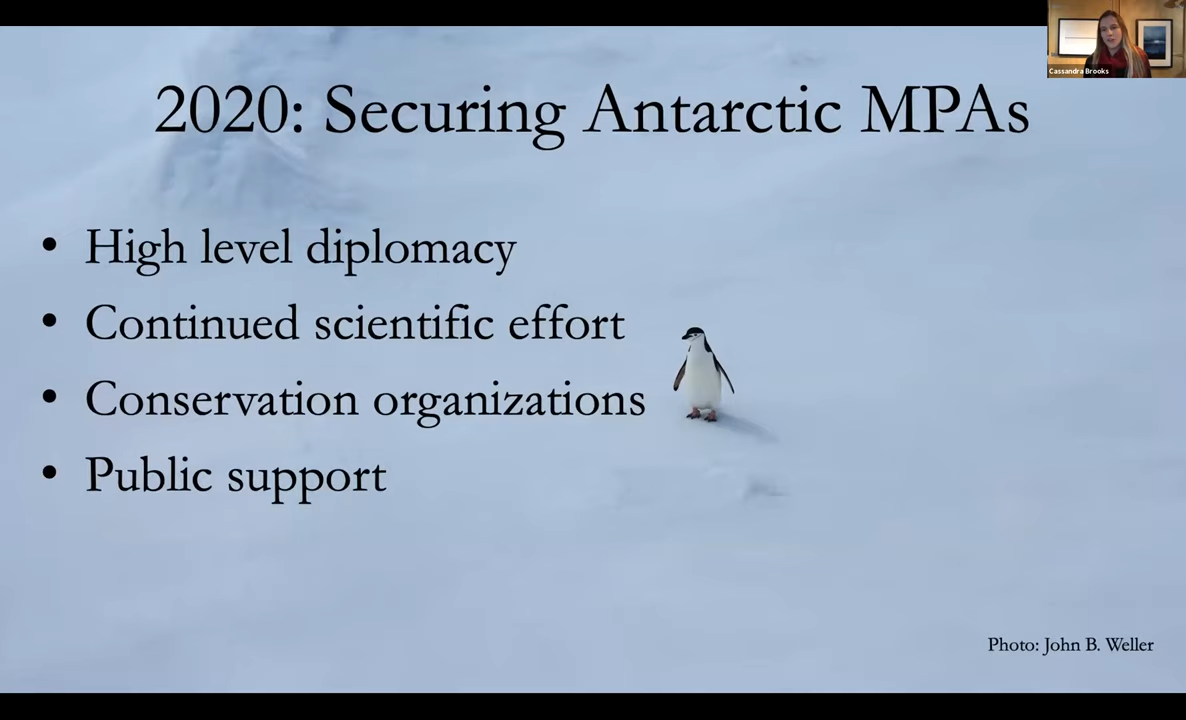 Cassandra Brooks
2020: Securing Antarctic MPAs
• High level diplomacy
• Continued scientific effort
• Conservation organizations
• Public support
Photo: John B. Weller